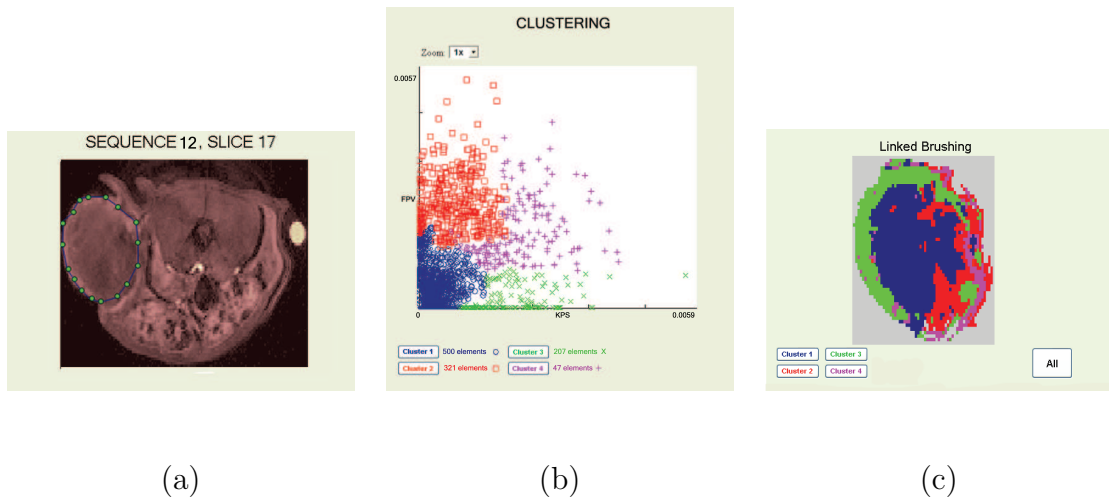 SEQUENCE 12, SLICE 17
(a)
CLUSTERING
Zoom: 1x
0.0057
FPV
0
KPS
0.0059
Cluster 1 500 elements
Cluster 3 207 elements X
Cluster 2 321 elements
Cluster 4 47 elements +
(b)
Linked Brushing
Cluster 1 Cluster 3
Cluster 2 Cluster 4
All
(c)